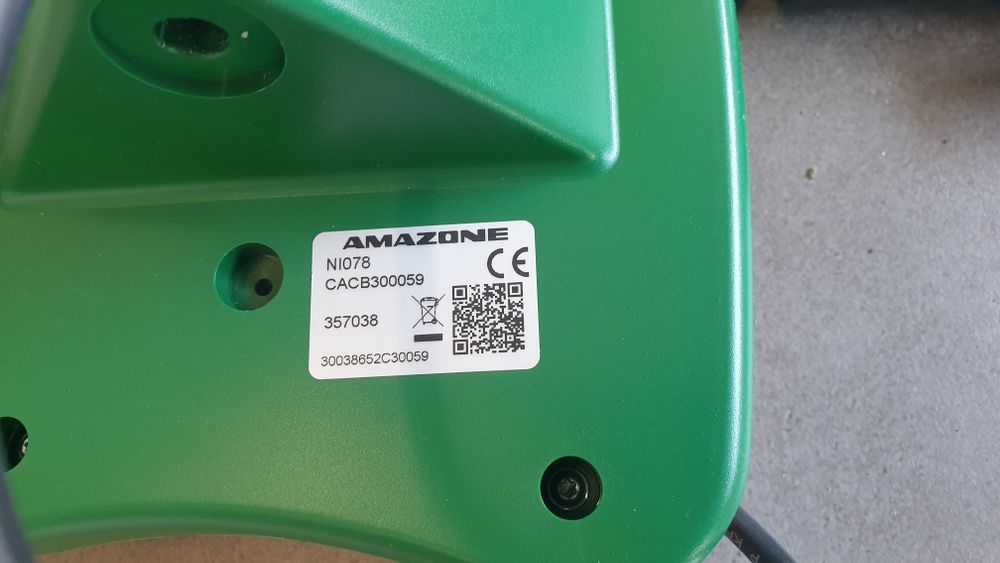 AMAZONE
NI078
CACB300059
CE
357038
30038652C30059